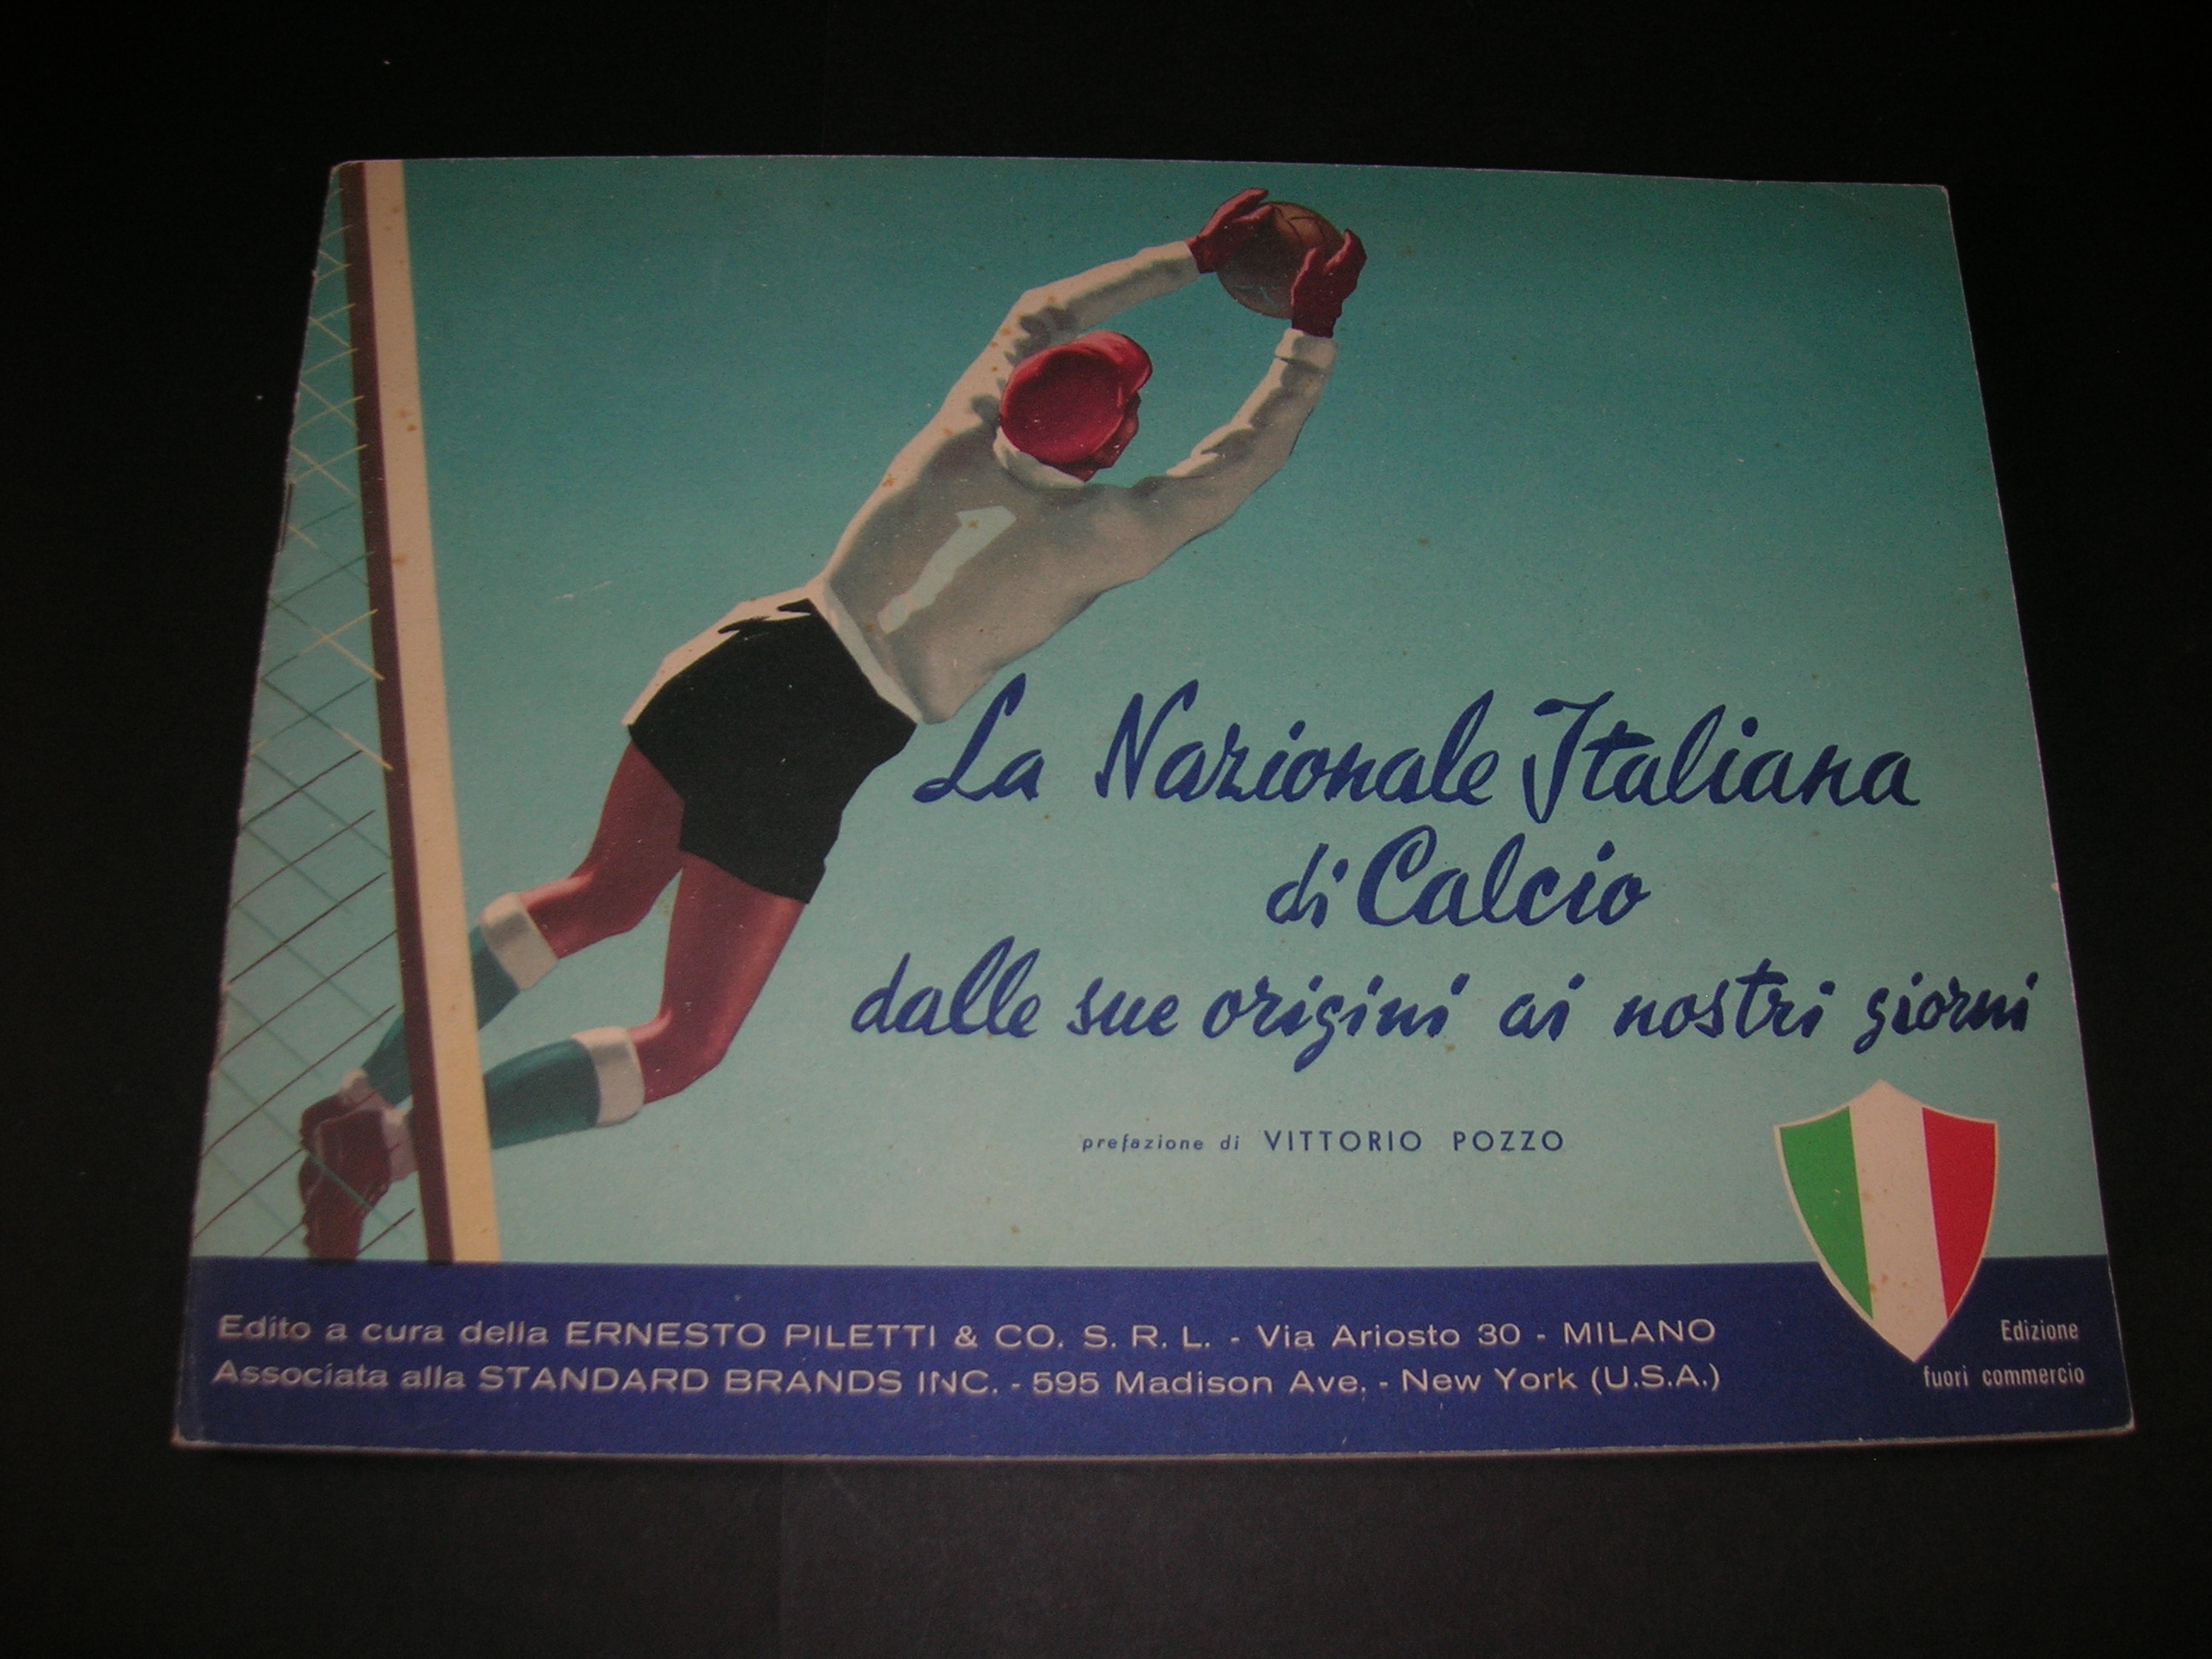 1
La Nazionale Italiana
di Calcio
dalle sue origini ai nostri giorni
prefazione di VITTORIO POZZO
Edito a cura della ERNESTO PILETTI & CO. S. R. L. - Via Ariosto 30 - MILANO
Associata alla STANDARD BRANDS INC. - 595 Madison Ave. - New York (U.S.A.)
Edizione
fuori commercio